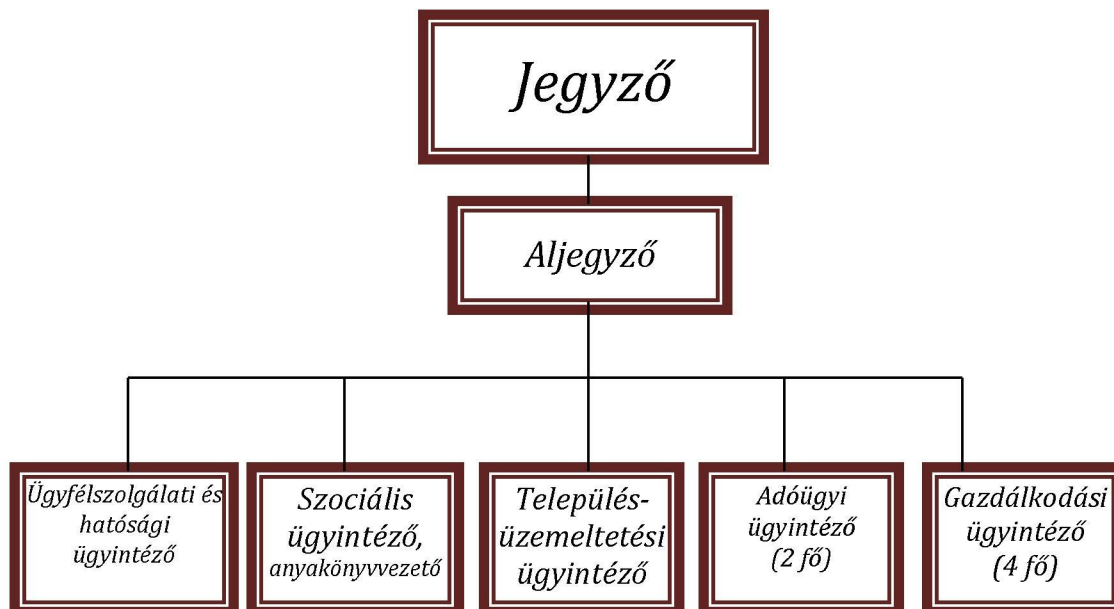 Jegyző
Aljegyző
Ügyfélszolgálati és
hatósági
ügyintéző
Szociális
ügyintéző,
anyakönyvvezető
Település-
üzemeltetési
ügyintéző
Adóügyi
ügyintéző
(2 fő)
Gazdálkodási
ügyintéző
(4 fő)